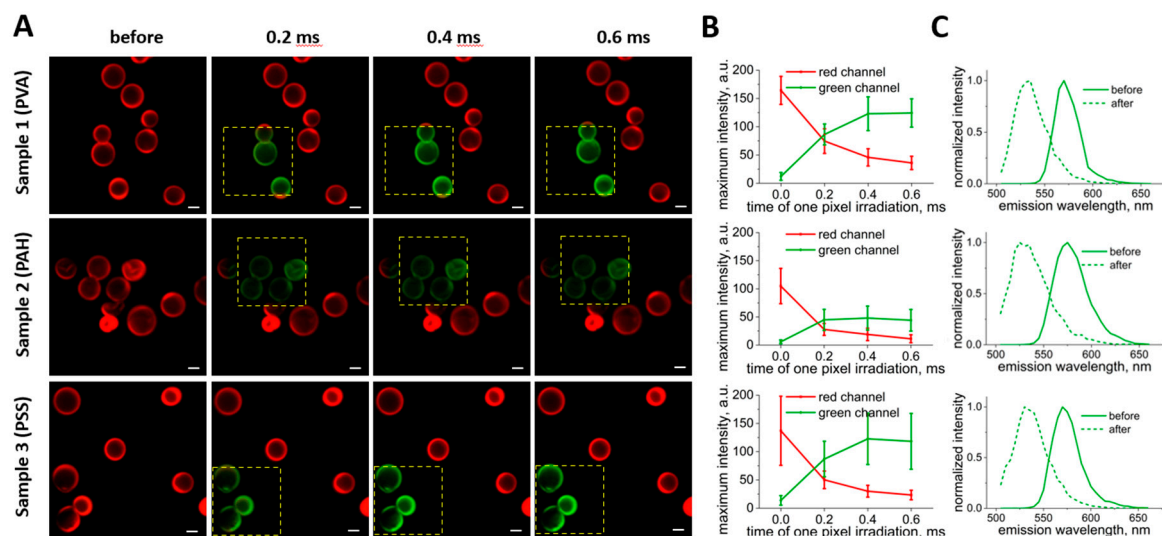 A
B
C
before
0.2 ms
0.4 ms
0.6 ms
Sample 1 (PVA)
Sample 2 (PAH)
Sample 3 (PSS)
maximum intensity, a.u.
200
150
100
50
0
red channel
green channel
0.0 0.2 0.4 0.6
time of one pixel irradiation, ms
normalized intensity
1.0
0.5
0.0
before
after
500 550 600 650
emission wavelength, nm
maximum intensity, a.u.
200
150
100
50
0
red channel
green channel
0.0 0.2 0.4 0.6
time of one pixel irradiation, ms
normalized intensity
1.0
0.5
0.0
before
after
500 550 600 650
emission wavelength, nm
maximum intensity, a.u.
200
150
100
50
0
red channel
green channel
0.0 0.2 0.4 0.6
time of one pixel irradiation, ms
normalized intensity
1.0
0.5
0.0
before
after
500 550 600 650
emission wavelength, nm